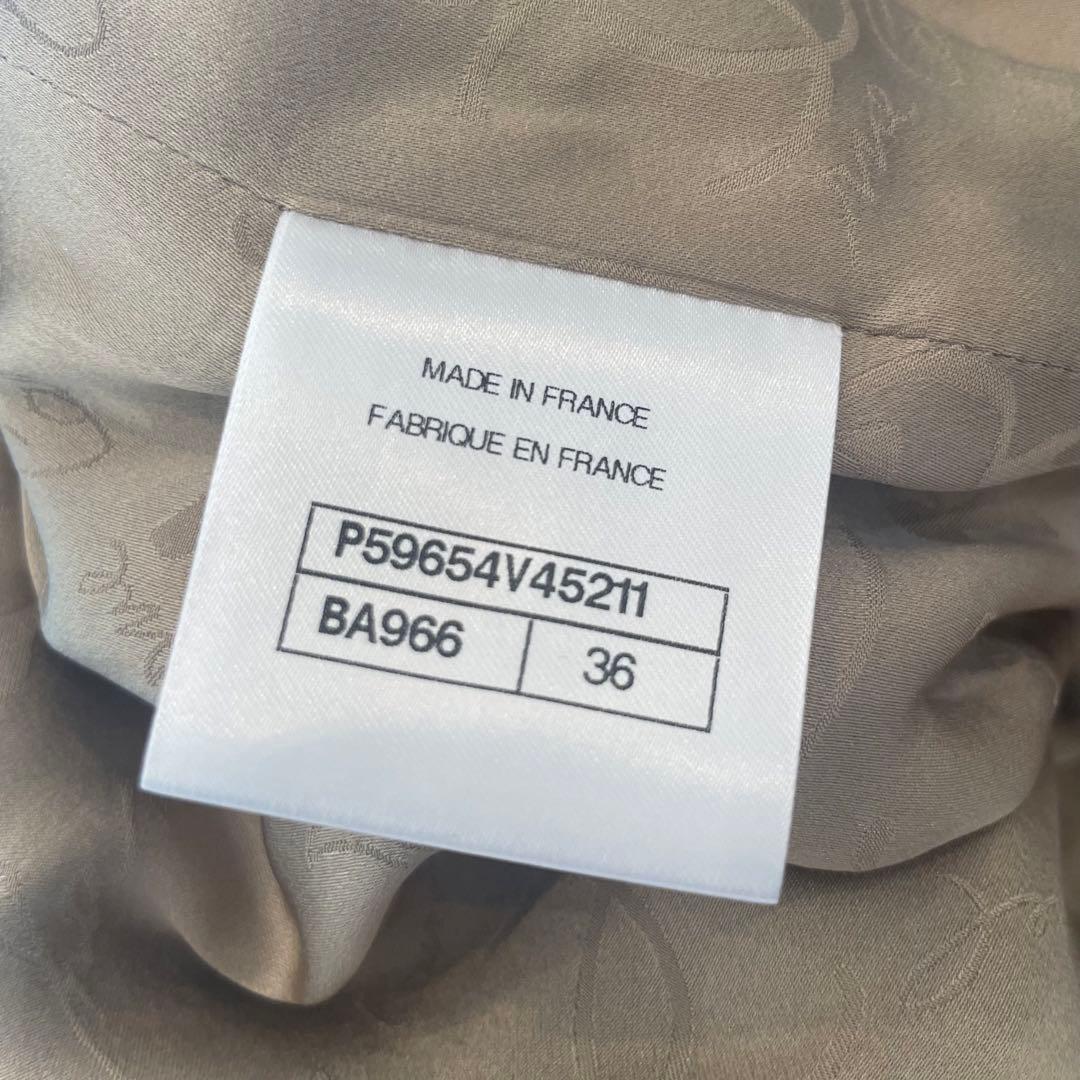 MADE IN FRANCE
FABRIQUE EN FRANCE
P59654V45211
BA966 36